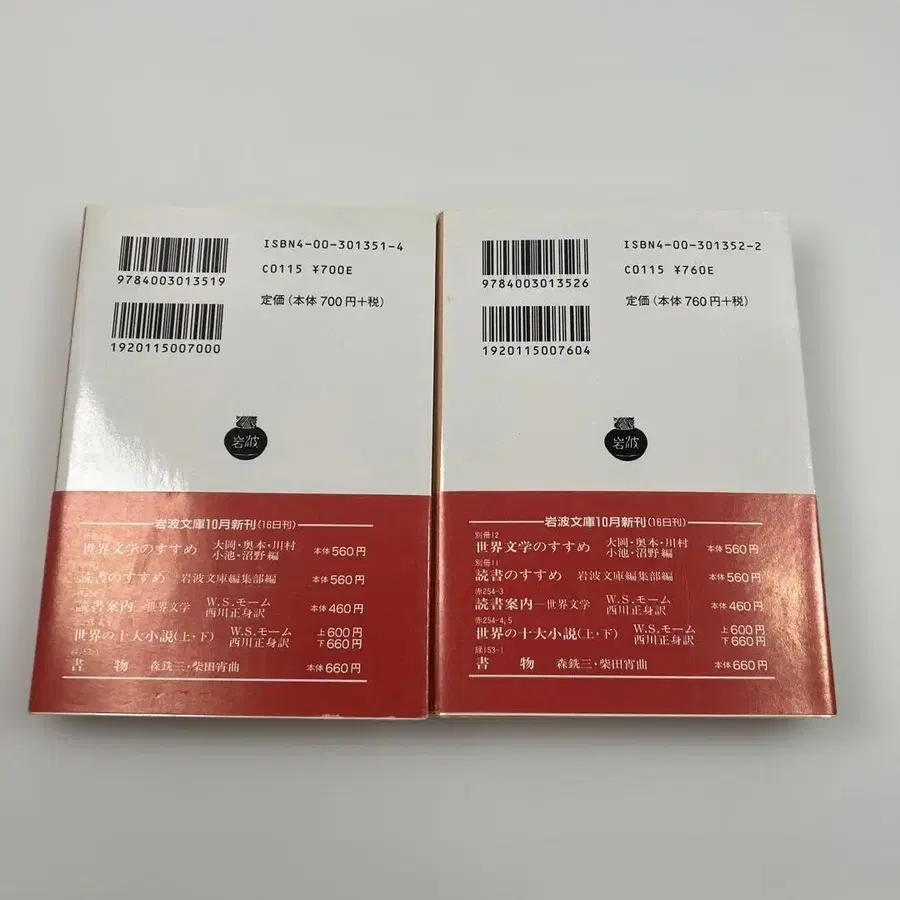 ISBN4-00-301351-4
9784003013519
C0115 ¥700E
定価(本体 700円+税)
1920115007000
岩波
岩波文庫10月新刊(16日刊)
世界文学のすすめ 大岡・奥本・川村 小池・沼野編 本体560円
読書のすすめ 岩波文庫編集部編 本体560円
読書案内―世界文学 W.S.モーム 西川正身訳 本体460円
世界の十大小説(上・下) W.S.モーム 西川正身訳 上600円 下660円
書物 森銑三・柴田宵曲 本体660円
ISBN4-00-301352-2
9784003013526
C0115 ¥760E
定価(本体 760円+税)
1920115007604
岩波
岩波文庫10月新刊(16日刊)
別冊12
世界文学のすすめ 大岡・奥本・川村 小池・沼野編 本体560円
別冊11
読書のすすめ 岩波文庫編集部編 本体560円
赤254-3
読書案内―世界文学 W.S.モーム 西川正身訳 本体460円
赤254-4,5
世界の十大小説(上・下) W.S.モーム 西川正身訳 上600円 下660円
緑153-1
書物 森銑三・柴田宵曲 本体660円